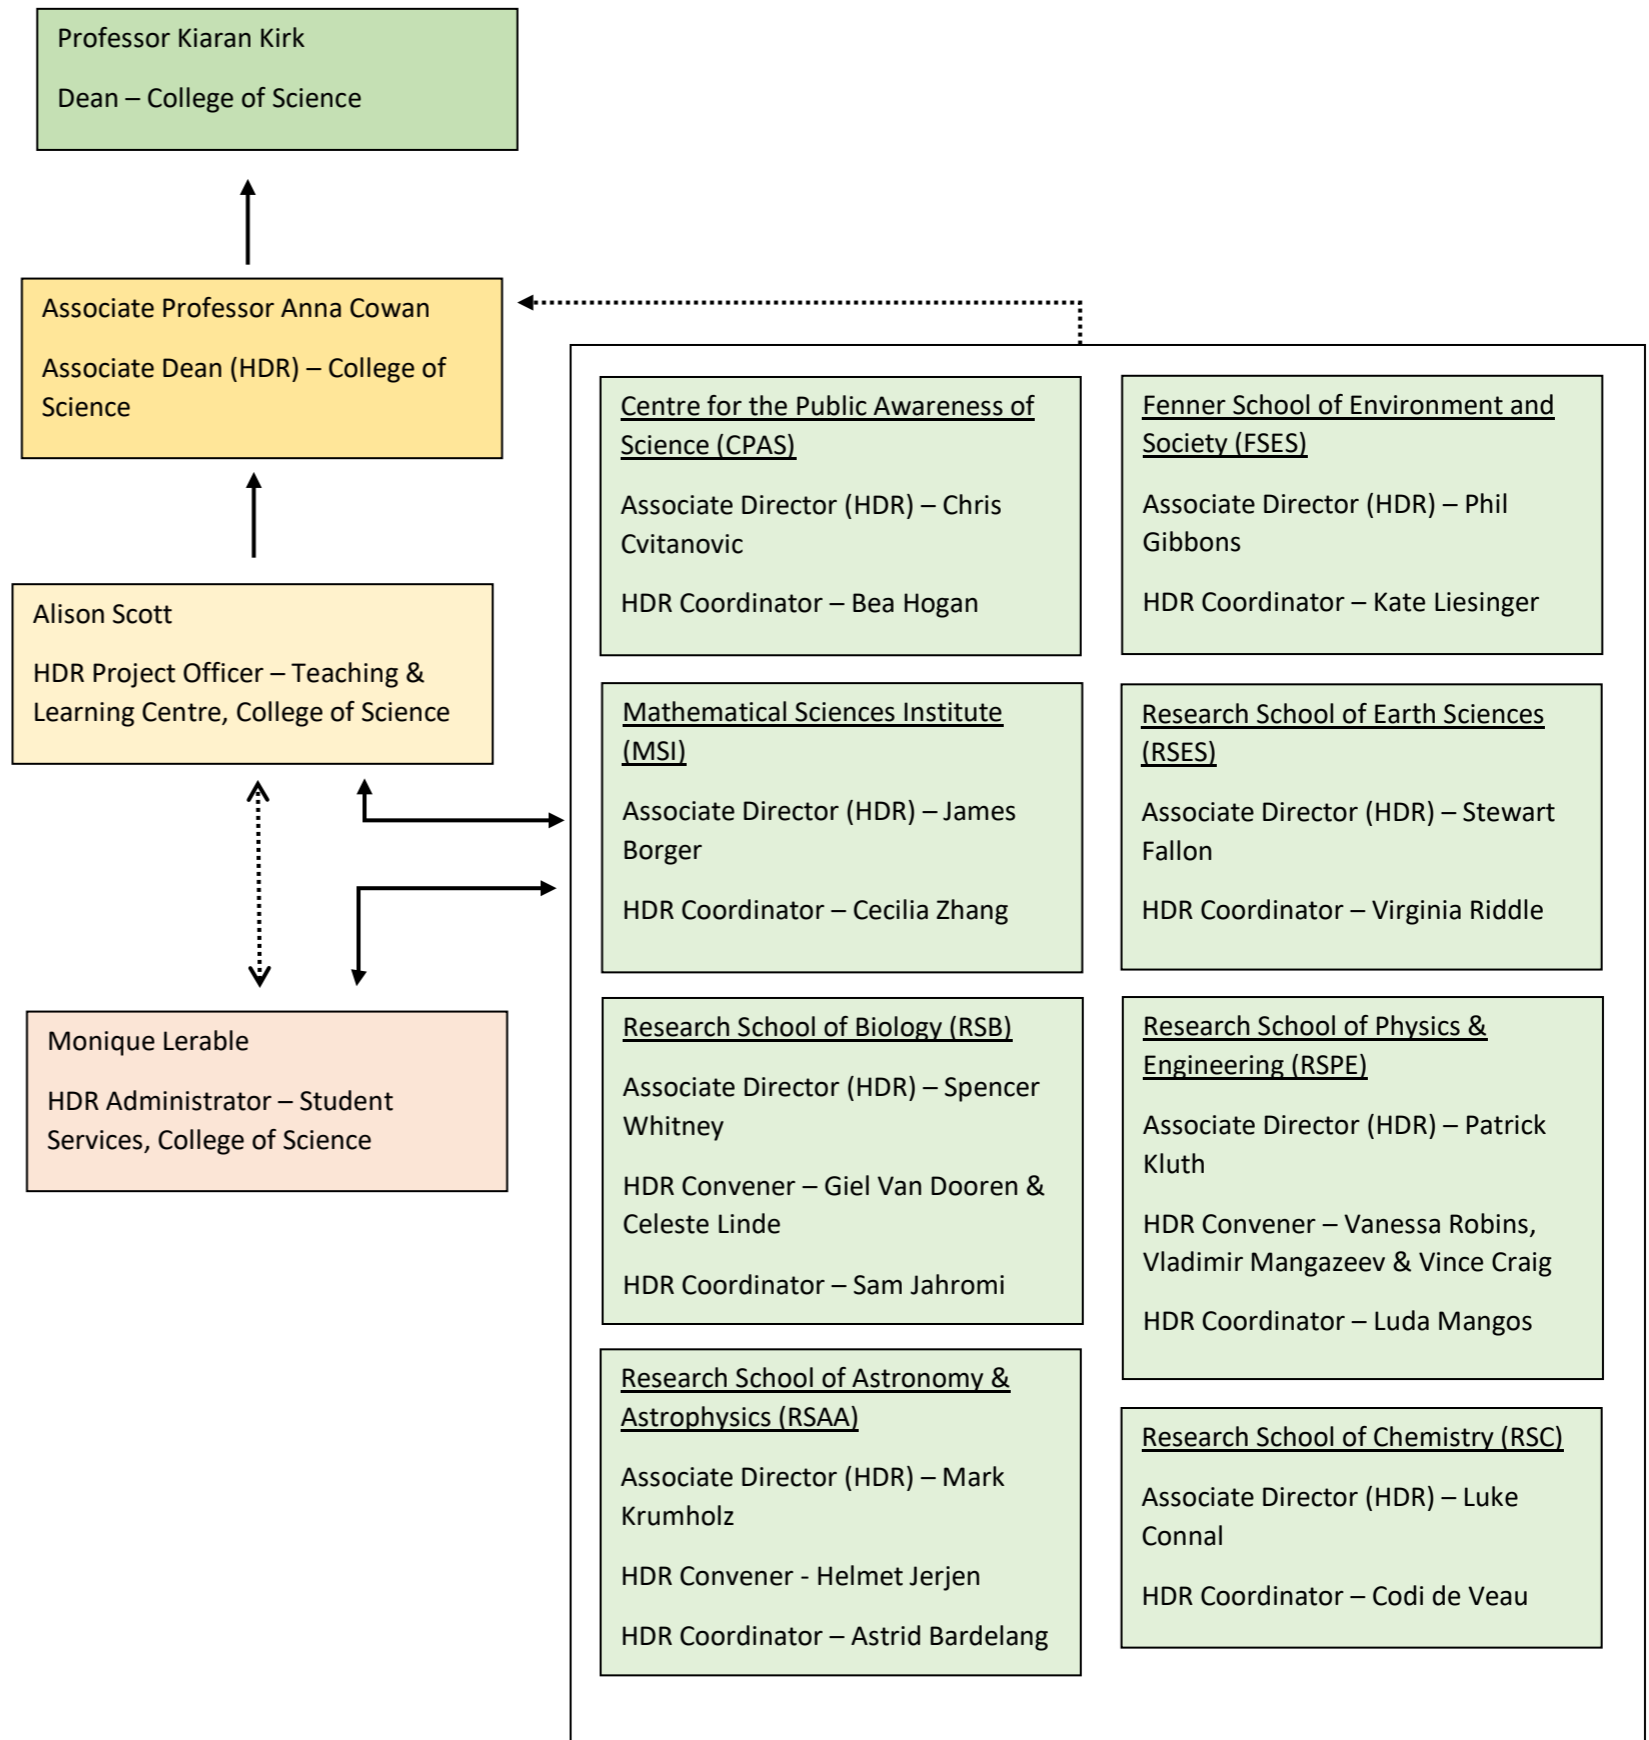 Professor Kiaran Kirk
Dean – College of Science
Associate Professor Anna Cowan
Associate Dean (HDR) – College of
Science
Alison Scott
HDR Project Officer – Teaching &
Learning Centre, College of Science
Monique Lerable
HDR Administrator – Student
Services, College of Science
Centre for the Public Awareness of
Science (CPAS)
Associate Director (HDR) – Chris
Cvitanovic
HDR Coordinator – Bea Hogan
Fenner School of Environment and
Society (FSES)
Associate Director (HDR) – Phil
Gibbons
HDR Coordinator – Kate Liesinger
Mathematical Sciences Institute
(MSI)
Associate Director (HDR) – James
Borger
HDR Coordinator – Cecilia Zhang
Research School of Earth Sciences
(RSES)
Associate Director (HDR) – Stewart
Fallon
HDR Coordinator – Virginia Riddle
Research School of Biology (RSB)
Associate Director (HDR) – Spencer
Whitney
HDR Convener – Giel Van Dooren &
Celeste Linde
HDR Coordinator – Sam Jahromi
Research School of Physics &
Engineering (RSPE)
Associate Director (HDR) – Patrick
Kluth
HDR Convener – Vanessa Robins,
Vladimir Mangazeev & Vince Craig
HDR Coordinator – Luda Mangos
Research School of Astronomy &
Astrophysics (RSAA)
Associate Director (HDR) – Mark
Krumholz
HDR Convener - Helmet Jerjen
HDR Coordinator – Astrid Bardelang
Research School of Chemistry (RSC)
Associate Director (HDR) – Luke
Connal
HDR Coordinator – Codi de Veau